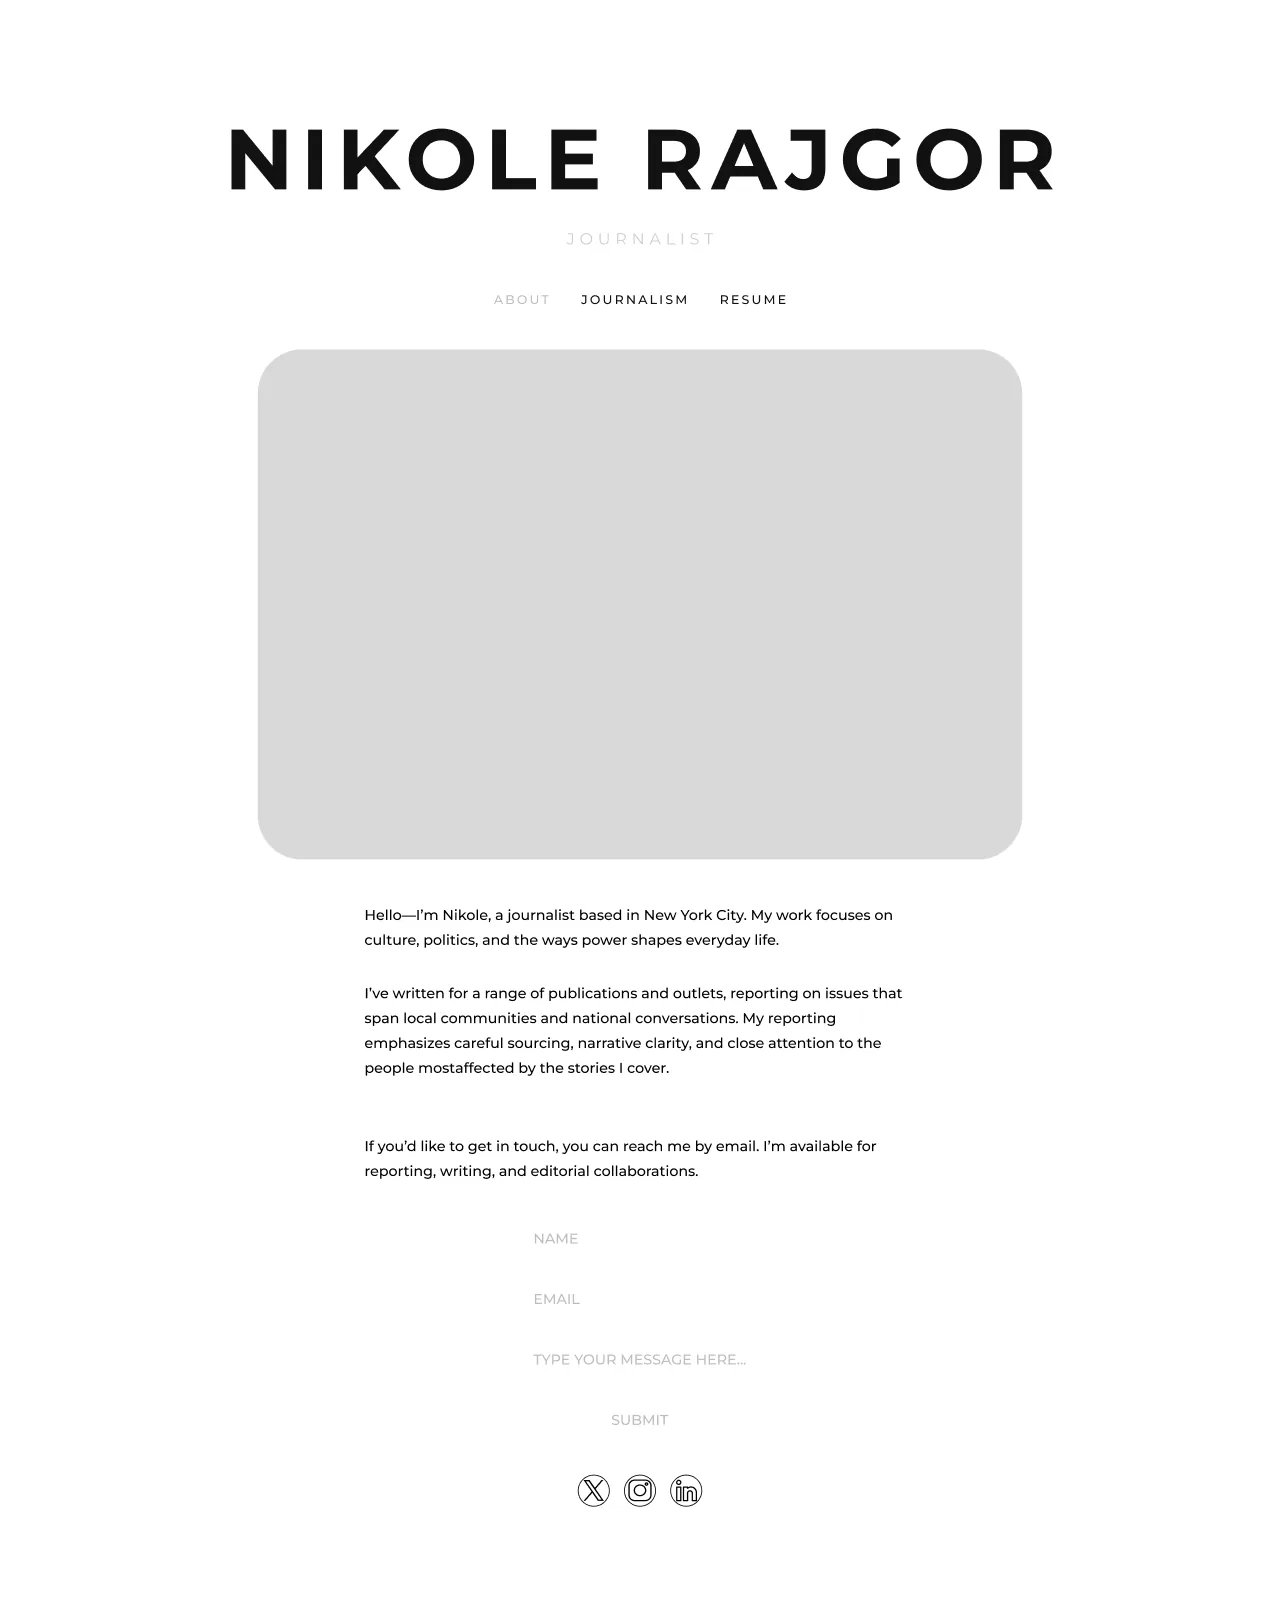 NIKOLE RAJGOR
JOURNALIST
ABOUT JOURNALISM RESUME
Hello—I’m Nikole, a journalist based in New York City. My work focuses on
culture, politics, and the ways power shapes everyday life.
I’ve written for a range of publications and outlets, reporting on issues that
span local communities and national conversations. My reporting
emphasizes careful sourcing, narrative clarity, and close attention to the
people mostaffected by the stories I cover.
If you’d like to get in touch, you can reach me by email. I’m available for
reporting, writing, and editorial collaborations.
NAME
EMAIL
TYPE YOUR MESSAGE HERE...
SUBMIT
X in